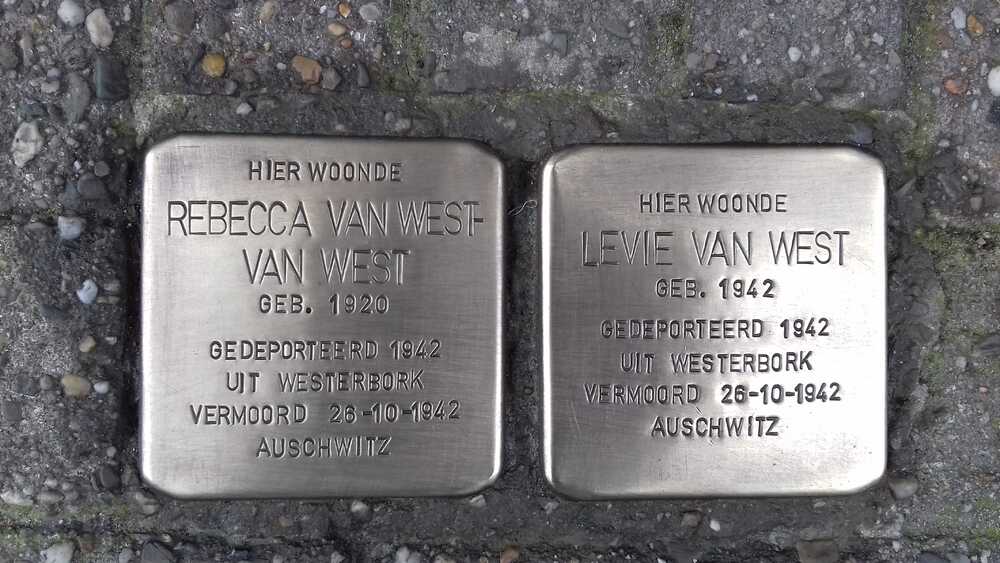 HIER WOONDE
REBECCA VAN WEST-
VAN WEST
GEB. 1920
GEDEPORTEERD 1942
UIT WESTERBORK
VERMOORD 26-10-1942
AUSCHWITZ
HIER WOONDE
LEVIE VAN WEST
GEB. 1942
GEDEPORTEERD 1942
UIT WESTERBORK
VERMOORD 26-10-1942
AUSCHWITZ